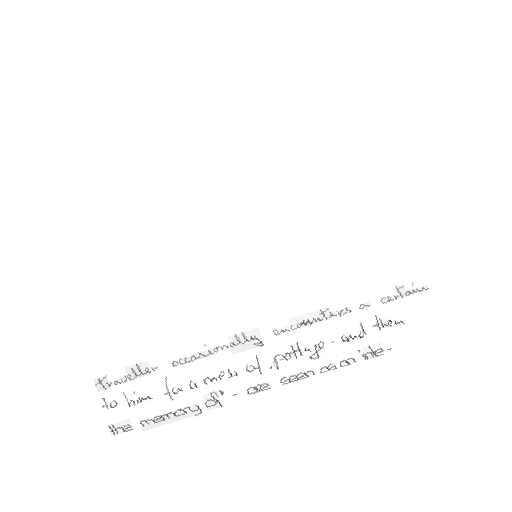 traveller occasionally encounters a certain
to him for a mess of pottage - and then
the memory of - are seen as an inte-